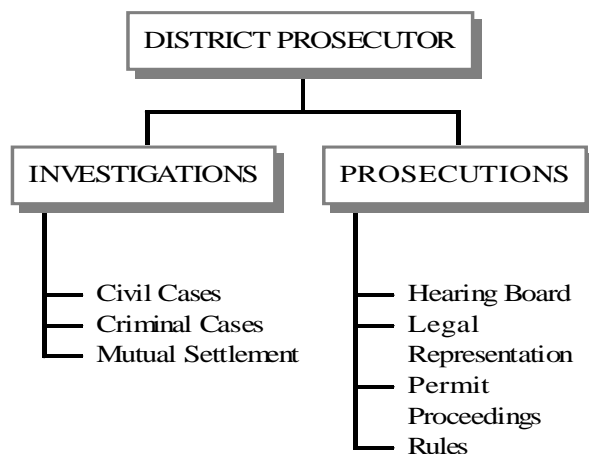 DISTRICT PROSECUTOR
INVESTIGATIONS
Civil Cases
Criminal Cases
Mutual Settlement
PROSECUTIONS
Hearing Board
Legal
Representation
Permit
Proceedings
Rules